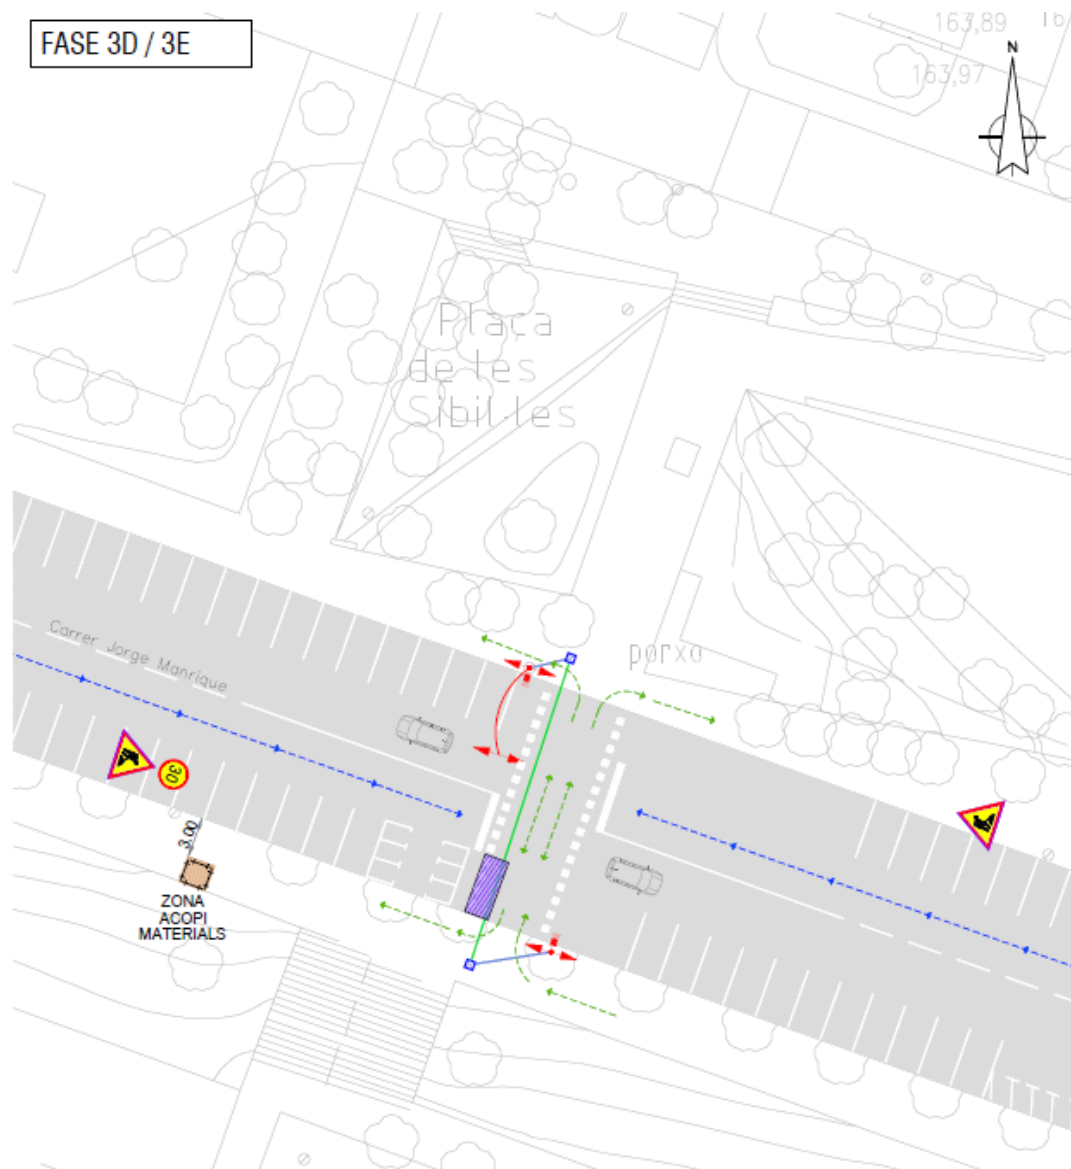 FASE 3D / 3E
163,89
16
163,97
N
Plaça
de les
Sibil·les
porxo
Carrer Jorge Manrique
30
3.00
ZONA
ACOPI
MATERIALS